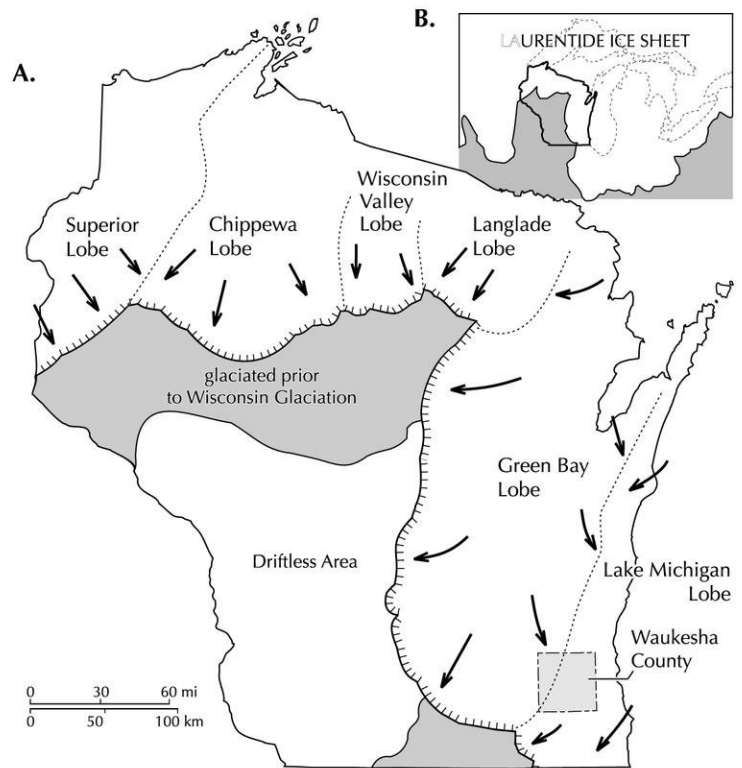 A.
B.
LAURENTIDE ICE SHEET
Superior
Lobe
Chippewa
Lobe
Wisconsin
Valley
Lobe
Langlade
Lobe
glaciated prior
to Wisconsin Glaciation
Green Bay
Lobe
Driftless Area
Lake Michigan
Lobe
Waukesha
County
0 30 60 mi
0 50 100 km